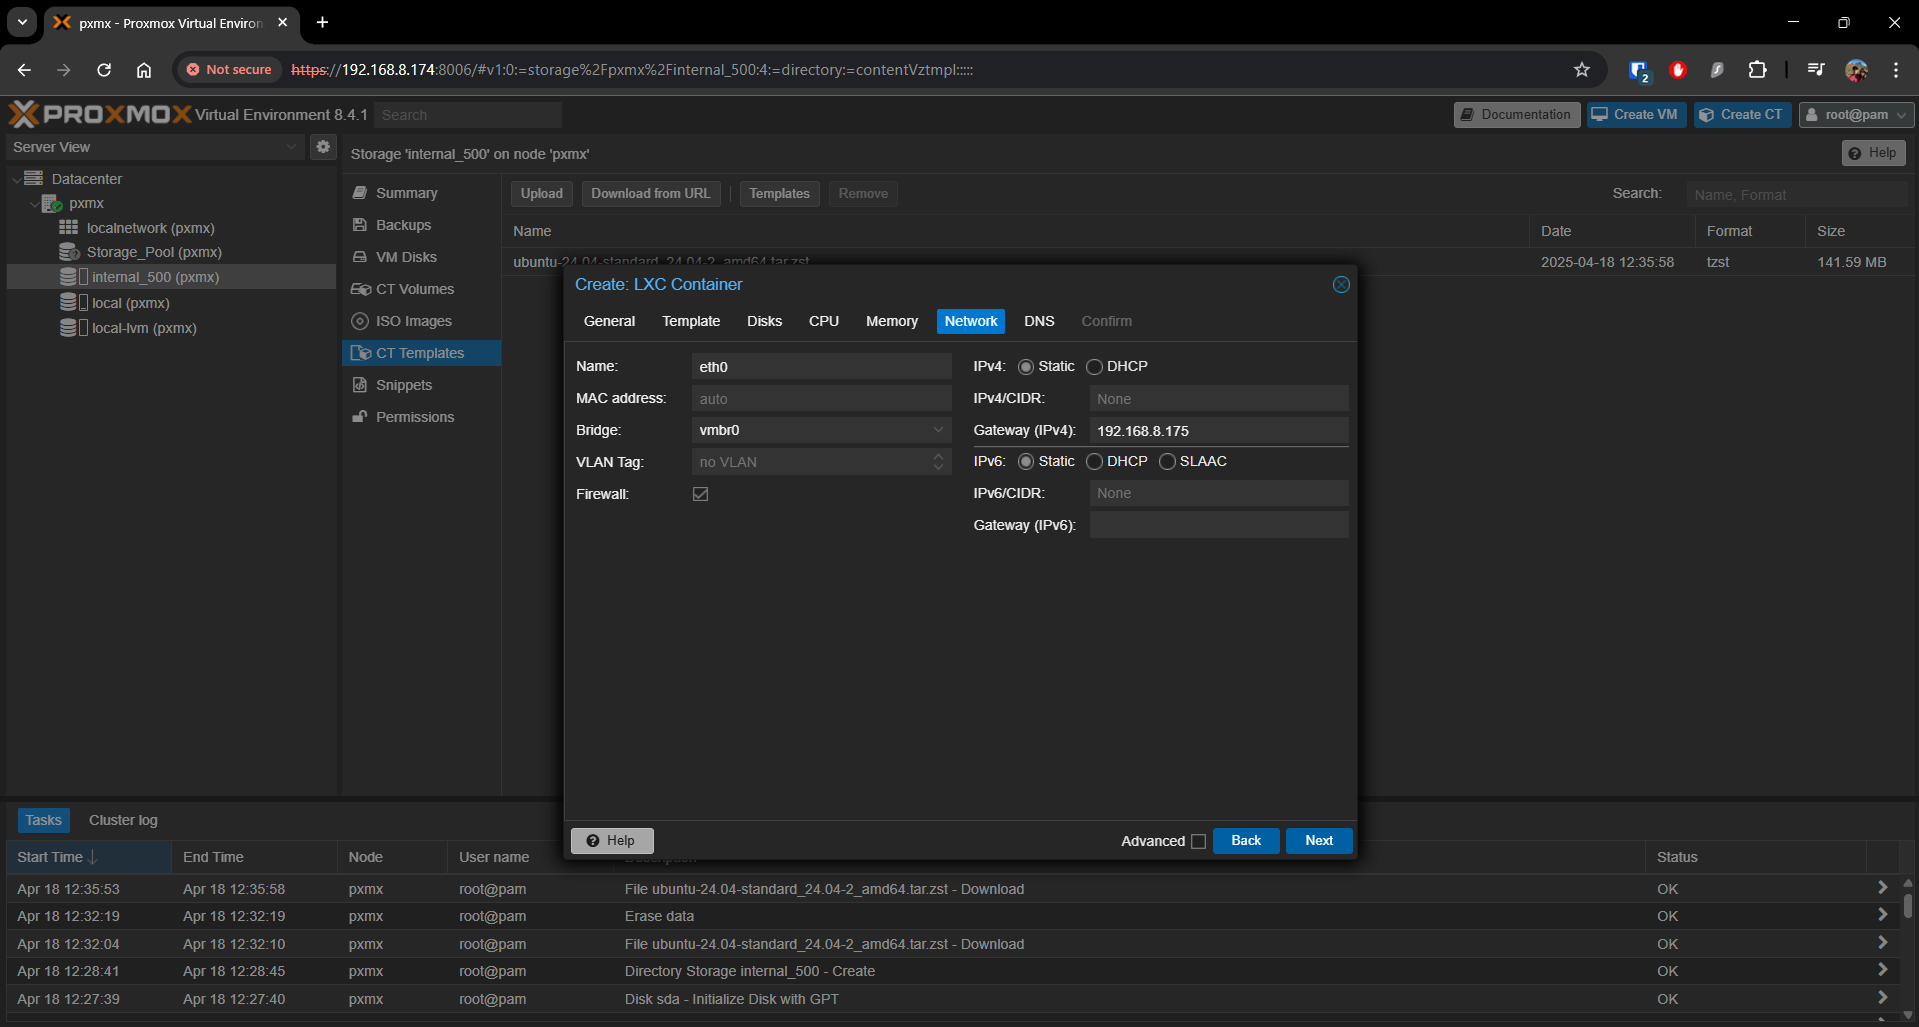 pxmx - Proxmox Virtual Environ
Not secure https://192.168.8.174:8006/#v1:0:=storage%2Fpxmx%2Finternal_500:4:=directory:=contentVztmpl:::::
2
PROXMOX Virtual Environment 8.4.1 Search Documentation Create VM Create CT root@pam
Server View
Storage 'internal_500' on node 'pxmx' Help
Datacenter
pxmx
localnetwork (pxmx)
Storage_Pool (pxmx)
internal_500 (pxmx)
local (pxmx)
local-lvm (pxmx)
Summary
Backups
VM Disks
CT Volumes
ISO Images
CT Templates
Snippets
Permissions
Upload Download from URL Templates Remove Search: Name, Format
Name Date Format Size
ubuntu-24.04-standard_24.04-2_amd64.tar.zst 2025-04-18 12:35:58 tzst 141.59 MB
Create: LXC Container
General Template Disks CPU Memory Network DNS Confirm
Name: eth0
MAC address: auto
Bridge: vmbr0
VLAN Tag: no VLAN
Firewall:
IPv4: Static DHCP
IPv4/CIDR: None
Gateway (IPv4): 192.168.8.175
IPv6: Static DHCP SLAAC
IPv6/CIDR: None
Gateway (IPv6):
Help Advanced Back Next
Tasks Cluster log
Start Time End Time Node User name Description Status
Apr 18 12:35:53 Apr 18 12:35:58 pxmx root@pam File ubuntu-24.04-standard_24.04-2_amd64.tar.zst - Download OK
Apr 18 12:32:19 Apr 18 12:32:19 pxmx root@pam Erase data OK
Apr 18 12:32:04 Apr 18 12:32:10 pxmx root@pam File ubuntu-24.04-standard_24.04-2_amd64.tar.zst - Download OK
Apr 18 12:28:41 Apr 18 12:28:45 pxmx root@pam Directory Storage internal_500 - Create OK
Apr 18 12:27:39 Apr 18 12:27:40 pxmx root@pam Disk sda - Initialize Disk with GPT OK